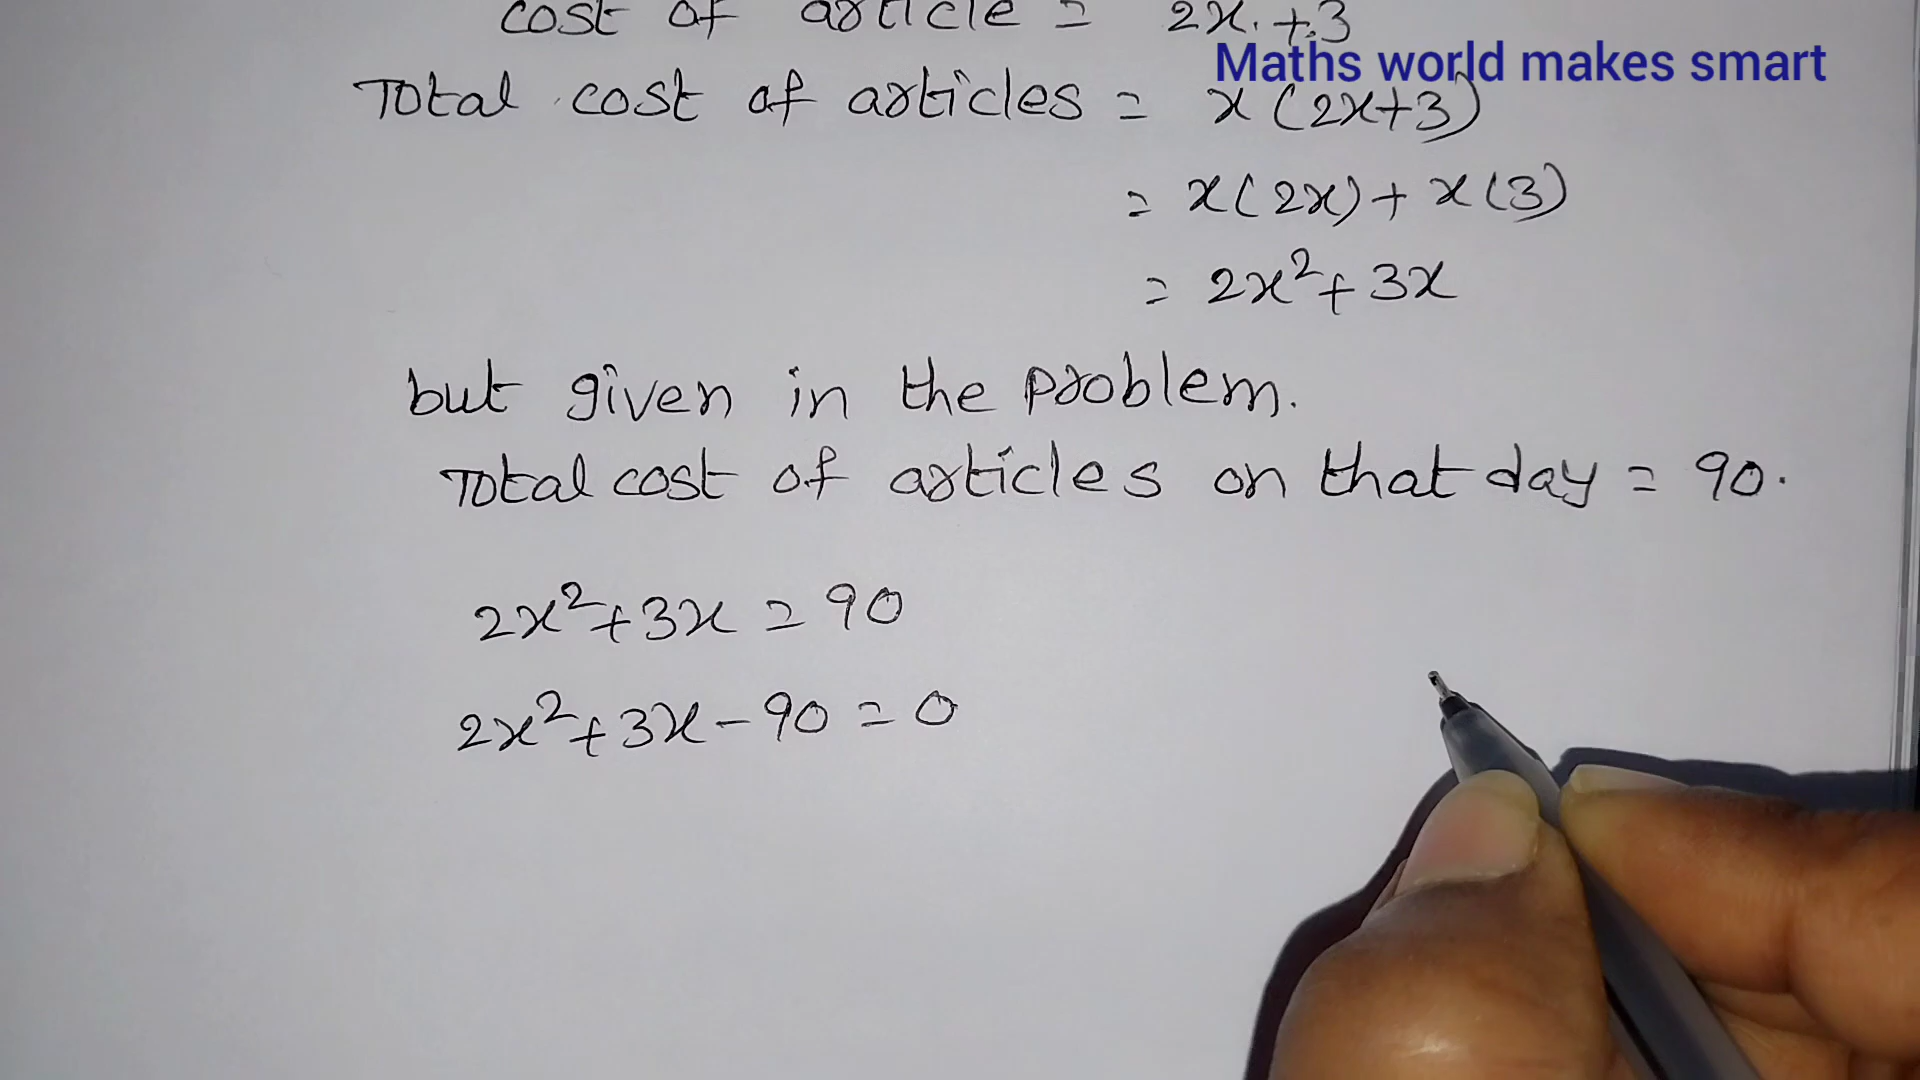 cost of article = 2x + 3
Maths world makes smart
Total cost of articles = x(2x+3)
= x(2x) + x(3)
= 2x² + 3x
but given in the problem.
Total cost of articles on that day = 90.
2x² + 3x = 90
2x² + 3x - 90 = 0